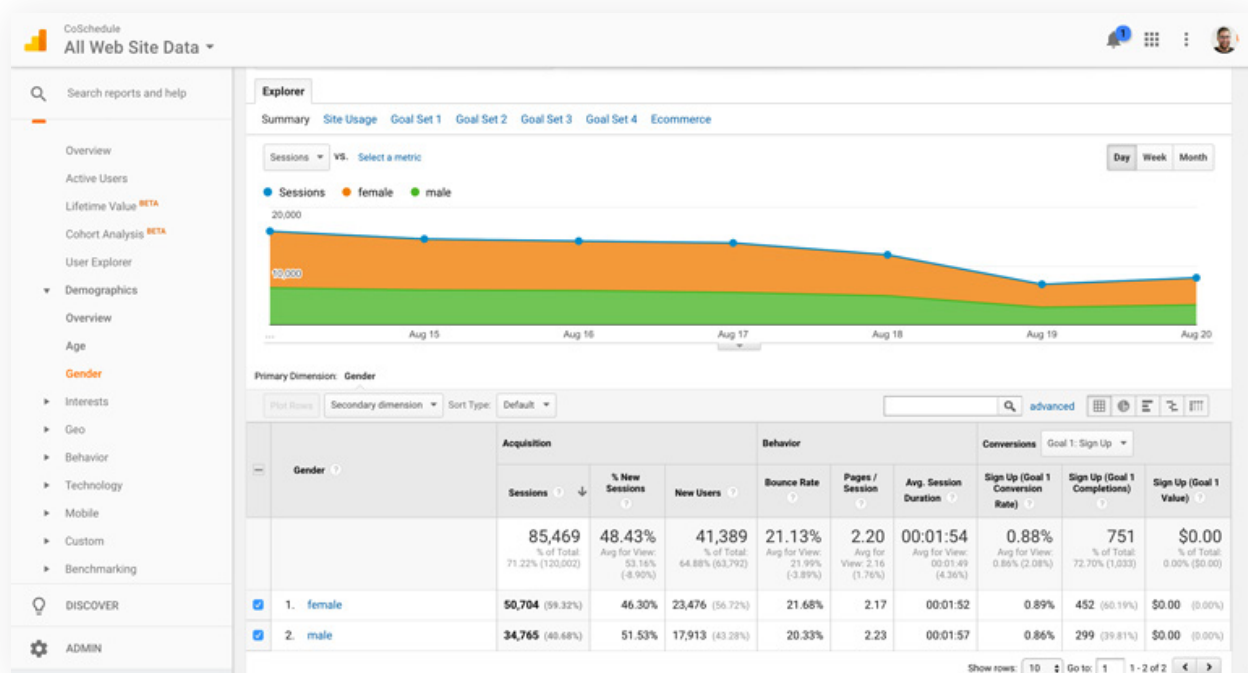 CoSchedule
All Web Site Data
1
Search reports and help
Overview
Active Users
Lifetime Value BETA
Cohort Analysis BETA
User Explorer
Demographics
Overview
Age
Gender
Interests
Geo
Behavior
Technology
Mobile
Custom
Benchmarking
DISCOVER
ADMIN
Explorer
Summary Site Usage Goal Set 1 Goal Set 2 Goal Set 3 Goal Set 4 Ecommerce
Sessions VS. Select a metric
Day Week Month
Sessions female male
20,000
10,000
... Aug 15 Aug 16 Aug 17 Aug 18 Aug 19 Aug 20
Primary Dimension: Gender
Plot Rows Secondary dimension Sort Type: Default advanced
Acquisition Behavior Conversions Goal 1: Sign Up
Gender ? Sessions ? % New Sessions ? New Users ? Bounce Rate ? Pages / Session ? Avg. Session Duration ? Sign Up (Goal 1 Conversion Rate) ? Sign Up (Goal 1 Completions) ? Sign Up (Goal 1 Value) ?
85,469 48.43% 41,389 21.13% 2.20 00:01:54 0.88% 751 $0.00
% of Total: 71.22% (120,002) Avg for View: 53.16% (-8.90%) % of Total: 64.88% (63,792) Avg for View: 21.99% (-3.89%) Avg for View: 2.16 (1.76%) Avg for View: 00:01:49 (4.36%) Avg for View: 0.86% (2.08%) % of Total: 72.70% (1,033) % of Total: 0.00% ($0.00)
1. female 50,704 (59.32%) 46.30% 23,476 (56.72%) 21.68% 2.17 00:01:52 0.89% 452 (60.19%) $0.00 (0.00%)
2. male 34,765 (40.68%) 51.53% 17,913 (43.28%) 20.33% 2.23 00:01:57 0.86% 299 (39.81%) $0.00 (0.00%)
Show rows: 10 Go to: 1 1 - 2 of 2